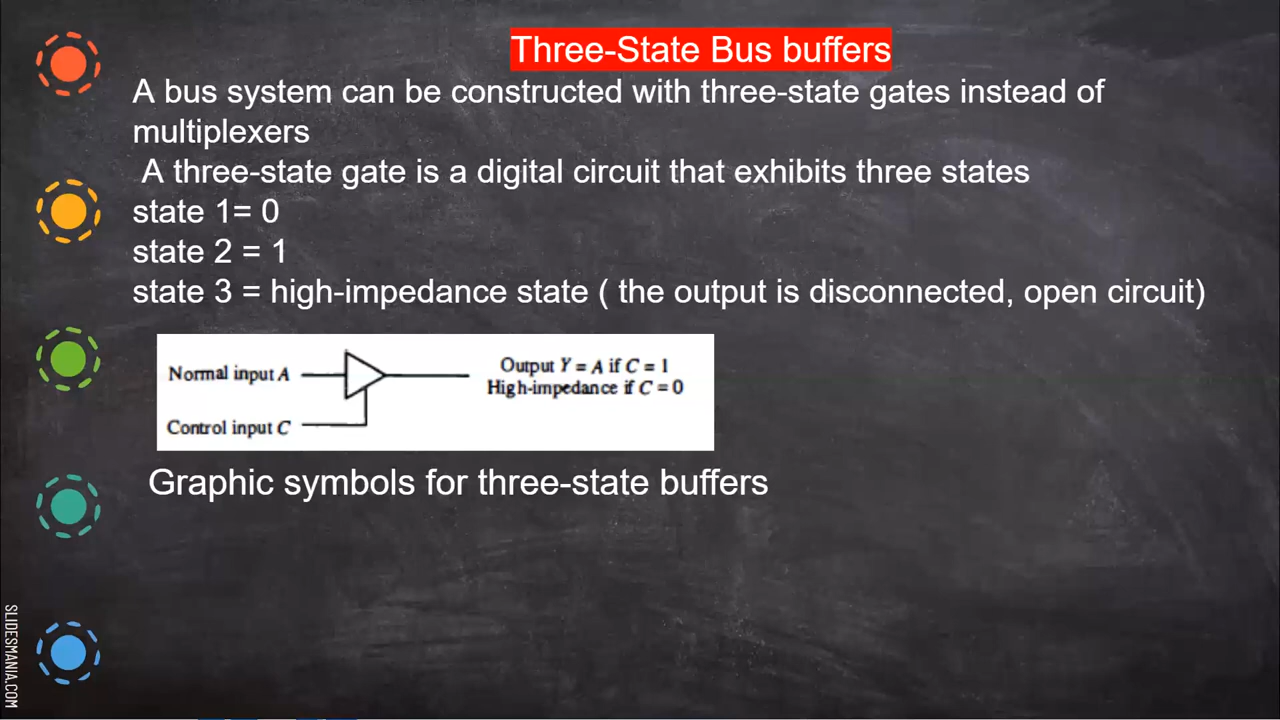 Three-State Bus buffers
A bus system can be constructed with three-state gates instead of
multiplexers
A three-state gate is a digital circuit that exhibits three states
state 1= 0
state 2 = 1
state 3 = high-impedance state ( the output is disconnected, open circuit)
Normal input A
Control input C
Output Y = A if C = 1
High-impedance if C = 0
Graphic symbols for three-state buffers
SLIDESMANIA.COM